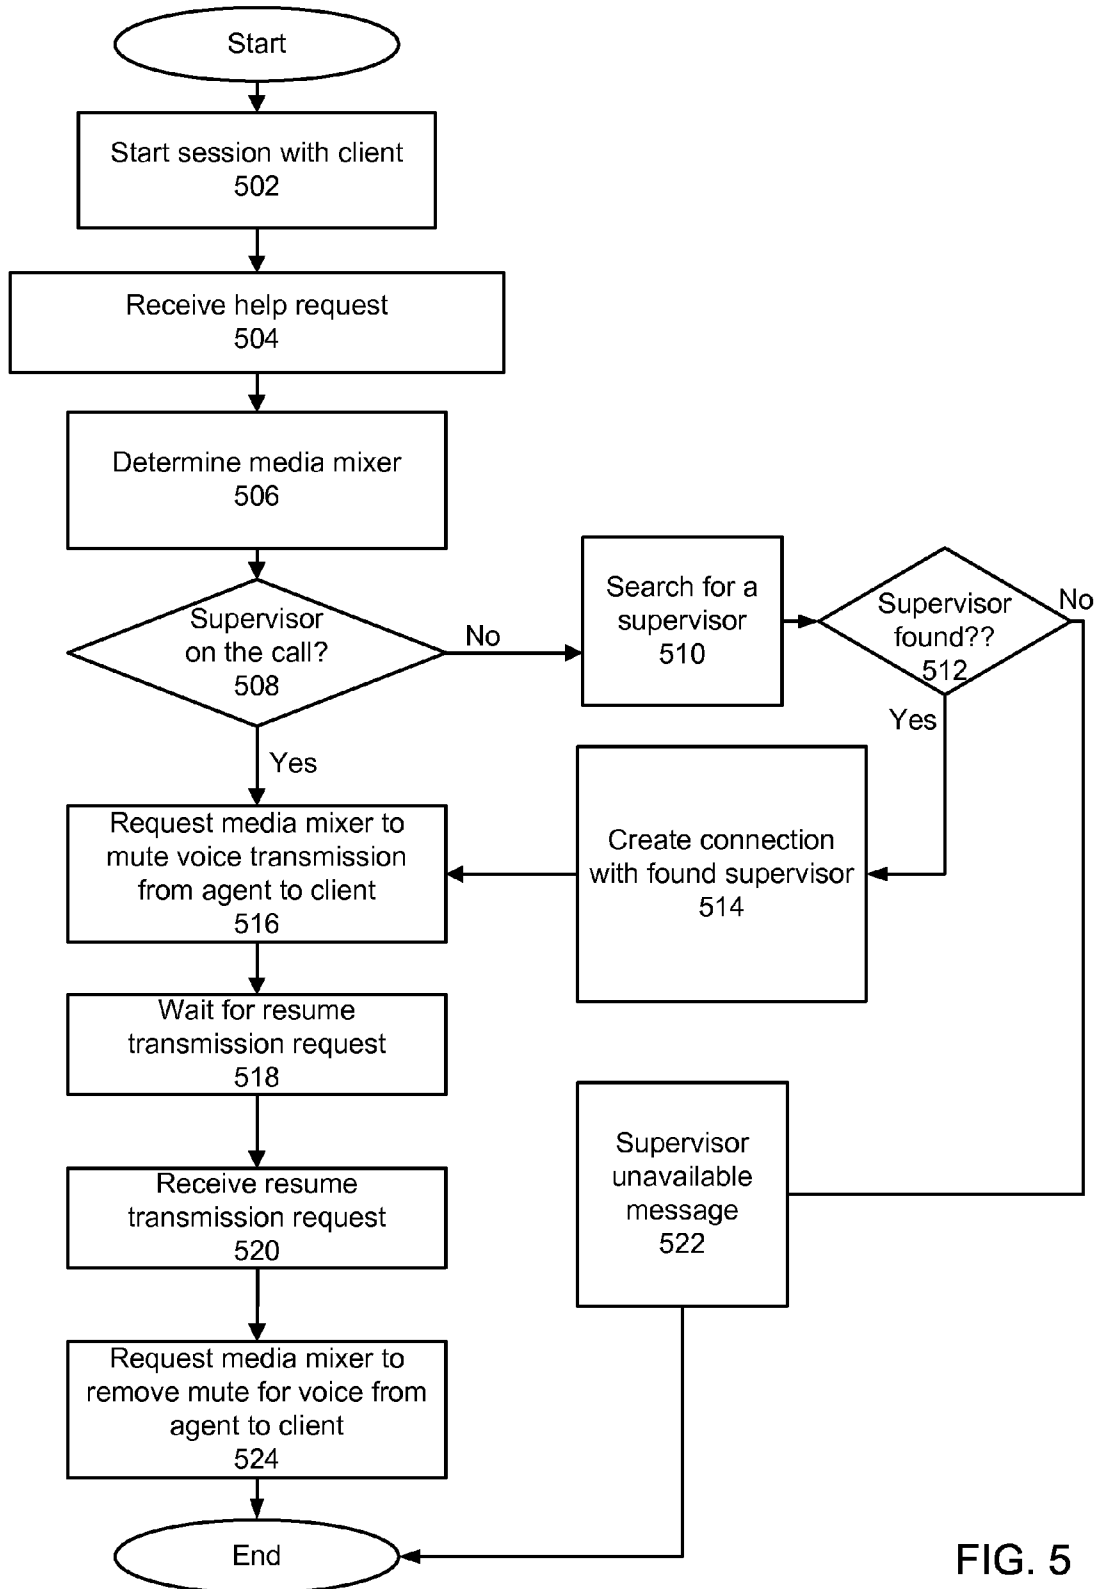 Start
Start session with client
502
Receive help request
504
Determine media mixer
506
Supervisor
on the call?
508
No
Search for a
supervisor
510
Supervisor
found??
512
No
Yes
Yes
Create connection
with found supervisor
514
Request media mixer to
mute voice transmission
from agent to client
516
Wait for resume
transmission request
518
Receive resume
transmission request
520
Supervisor
unavailable
message
522
Request media mixer to
remove mute for voice from
agent to client
524
End
FIG. 5